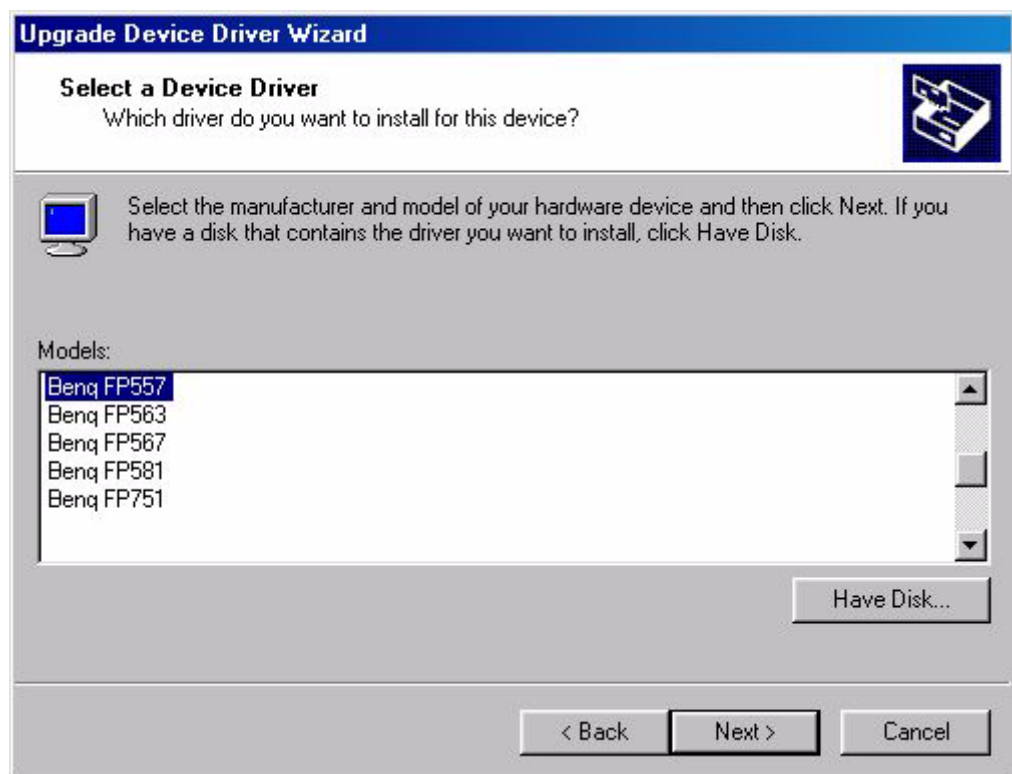 Upgrade Device Driver Wizard
Select a Device Driver
Which driver do you want to install for this device?
Select the manufacturer and model of your hardware device and then click Next. If you
have a disk that contains the driver you want to install, click Have Disk.
Models:
Benq FP557
Benq FP563
Benq FP567
Benq FP581
Benq FP751
Have Disk...
< Back
Next >
Cancel